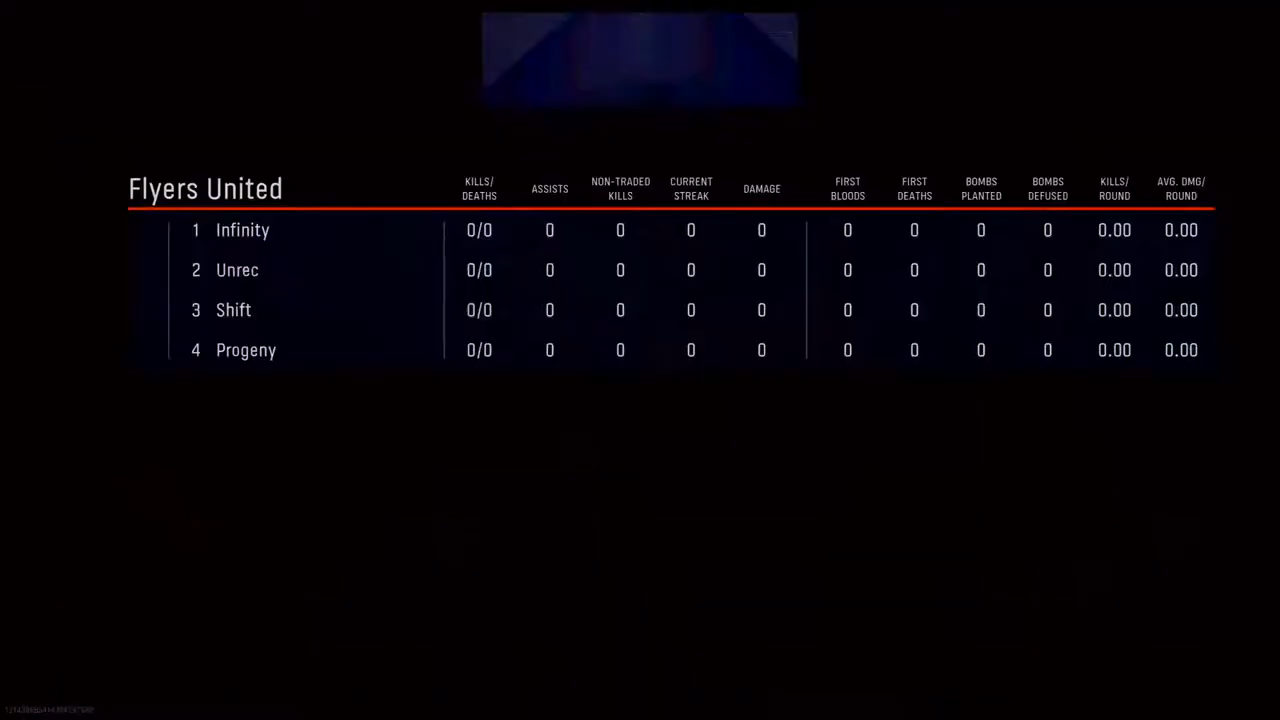 Flyers United KILLS/ DEATHS ASSISTS NON-TRADED KILLS CURRENT STREAK DAMAGE FIRST BLOODS FIRST DEATHS BOMBS PLANTED BOMBS DEFUSED KILLS/ ROUND AVG. DMG/ ROUND
1 Infinity 0/0 0 0 0 0 0 0 0 0 0.00 0.00
2 Unrec 0/0 0 0 0 0 0 0 0 0 0.00 0.00
3 Shift 0/0 0 0 0 0 0 0 0 0 0.00 0.00
4 Progeny 0/0 0 0 0 0 0 0 0 0 0.00 0.00